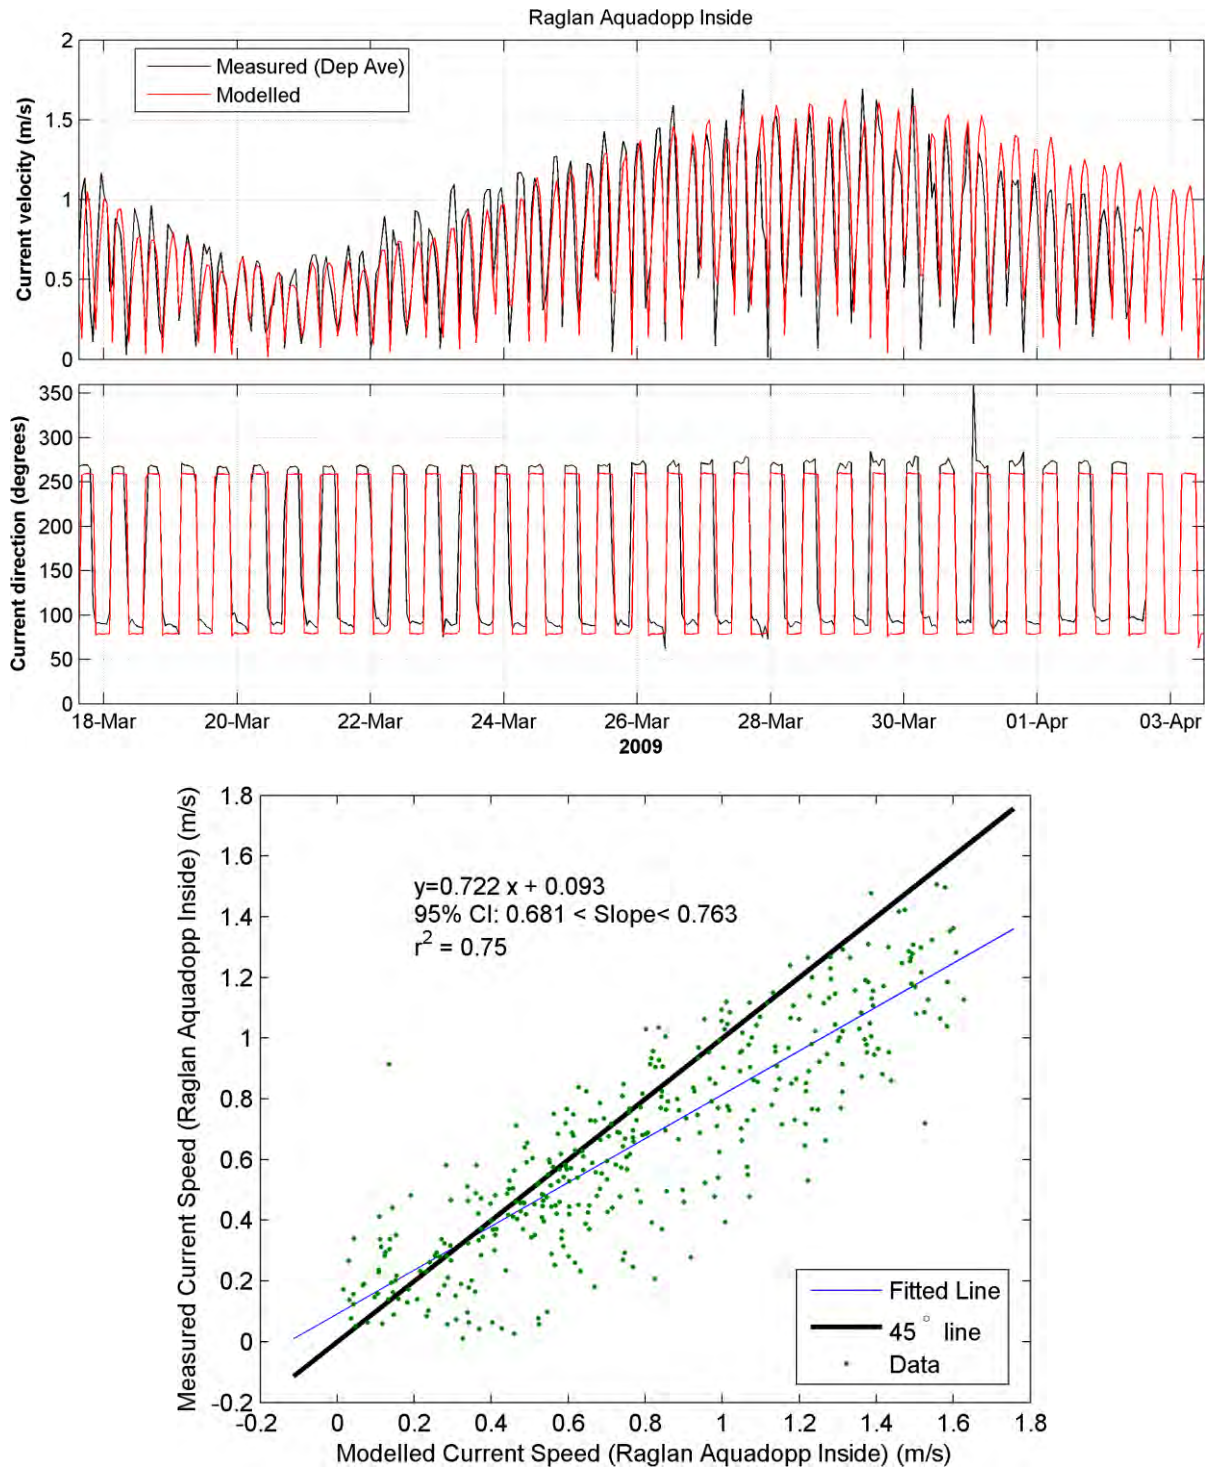 Raglan Aquadopp Inside
Current velocity (m/s)
2
1.5
1
0.5
0
Measured (Dep Ave)
Modelled
Current direction (degrees)
350
300
250
200
150
100
50
0
18-Mar 20-Mar 22-Mar 24-Mar 26-Mar 28-Mar 30-Mar 01-Apr 03-Apr
2009
Measured Current Speed (Raglan Aquadopp Inside) (m/s)
1.8
1.6
1.4
1.2
1
0.8
0.6
0.4
0.2
0
-0.2
y=0.722 x + 0.093
95% CI: 0.681 < Slope< 0.763
r² = 0.75
Fitted Line
45 ° line
Data
-0.2 0 0.2 0.4 0.6 0.8 1 1.2 1.4 1.6 1.8
Modelled Current Speed (Raglan Aquadopp Inside) (m/s)